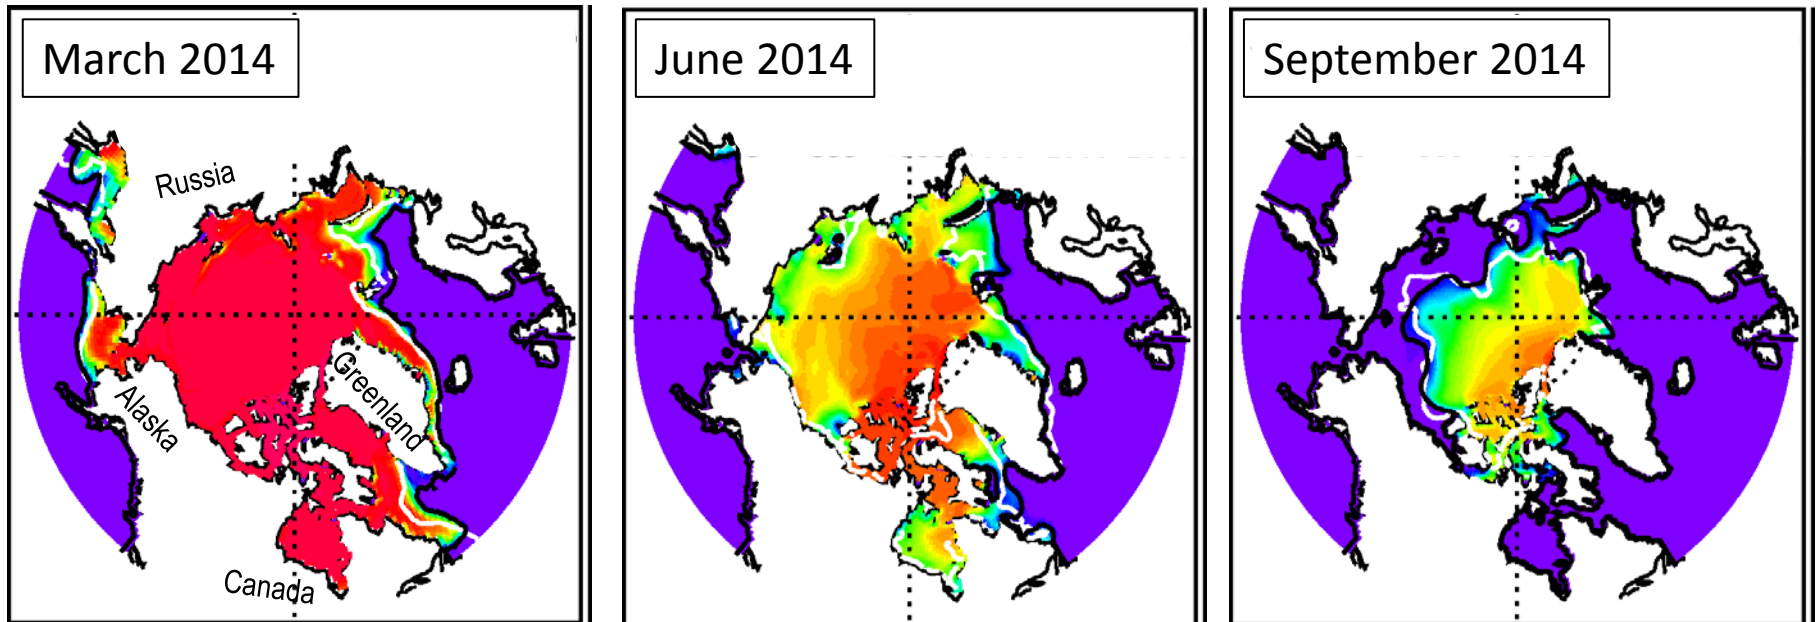 March 2014
June 2014
September 2014
Russia
Greenland
Alaska
Canada